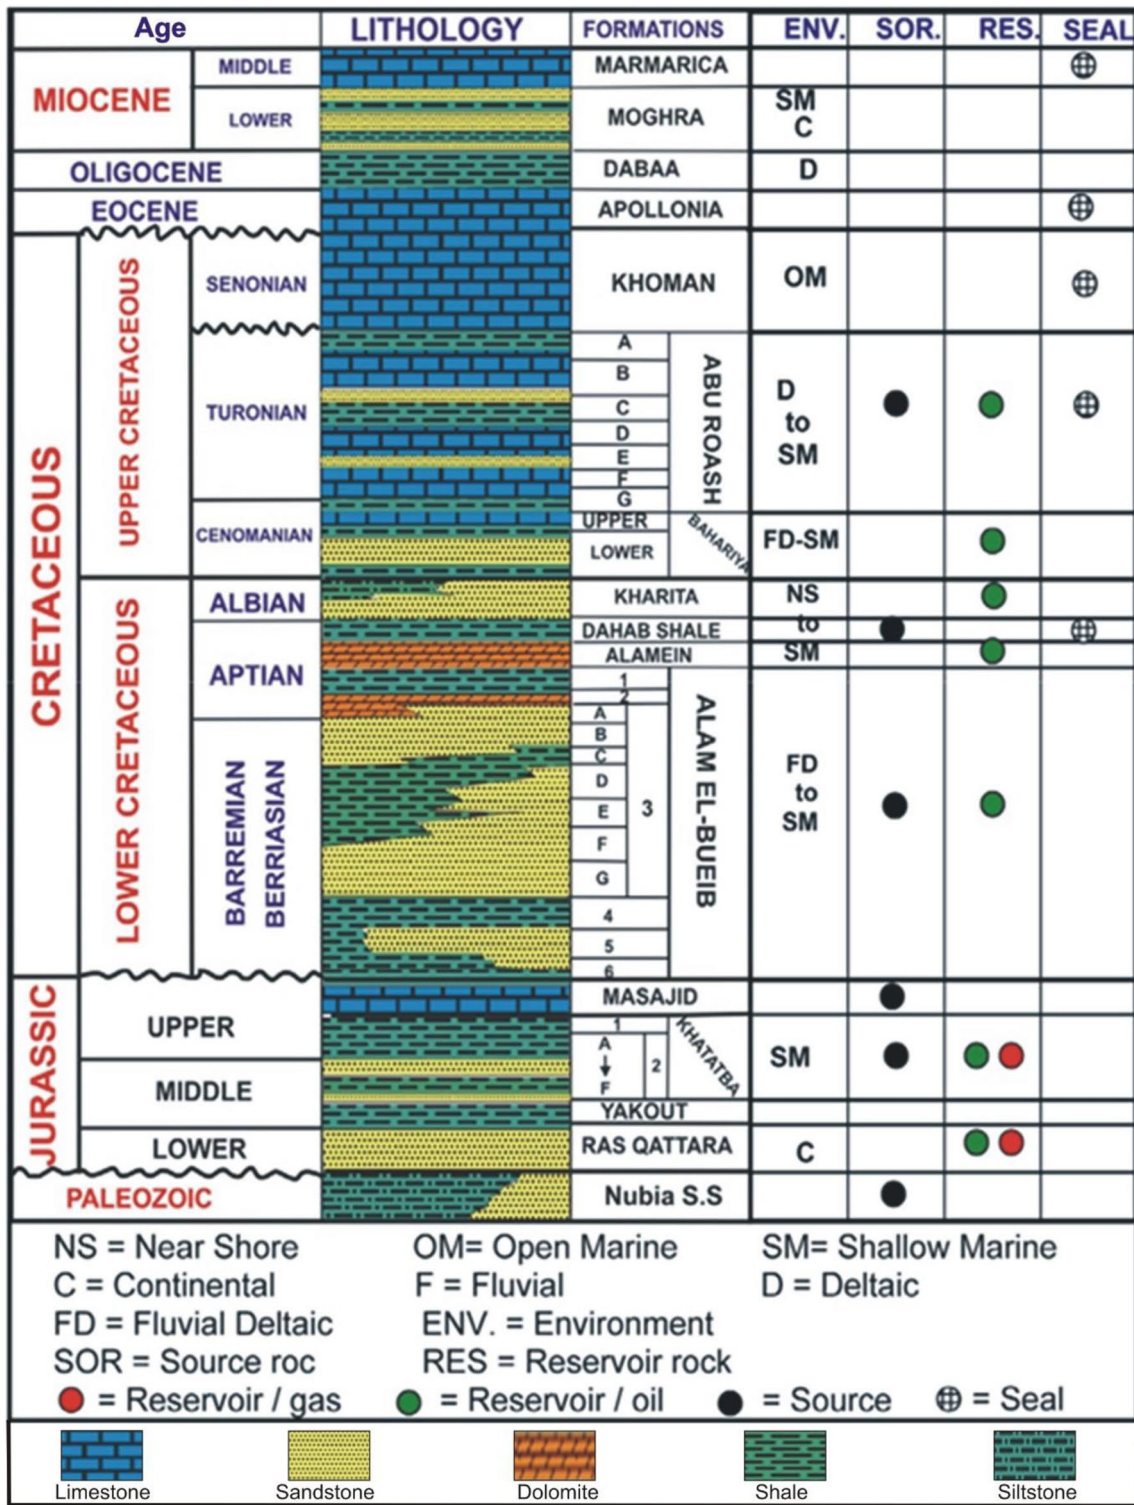 Age LITHOLOGY FORMATIONS ENV. SOR. RES. SEAL
MIOCENE
MIDDLE
MARMARICA
LOWER
MOGHRA
SM
C
OLIGOCENE
DABAA
D
EOCENE
APOLLONIA
CRETACEOUS
UPPER CRETACEOUS
SENONIAN
KHOMAN
OM
TURONIAN
A
B
C
D
E
F
G
ABU ROASH
D
to
SM
CENOMANIAN
UPPER
LOWER
BAHARIYA
FD-SM
LOWER CRETACEOUS
ALBIAN
KHARITA
NS
to
SM
APTIAN
DAHAB SHALE
ALAMEIN
1
2
BARREMIAN
BERRIASIAN
A
B
C
D
E
F
G
3
4
5
6
ALAM EL-BUEIB
FD
to
SM
JURASSIC
UPPER
MASAJID
1
A
F
2
KHATATBA
SM
MIDDLE
YAKOUT
LOWER
RAS QATTARA
C
PALEOZOIC
Nubia S.S
NS = Near Shore OM= Open Marine SM= Shallow Marine
C = Continental F = Fluvial D = Deltaic
FD = Fluvial Deltaic ENV. = Environment
SOR = Source roc RES = Reservoir rock
= Reservoir / gas = Reservoir / oil = Source = Seal
Limestone Sandstone Dolomite Shale Siltstone